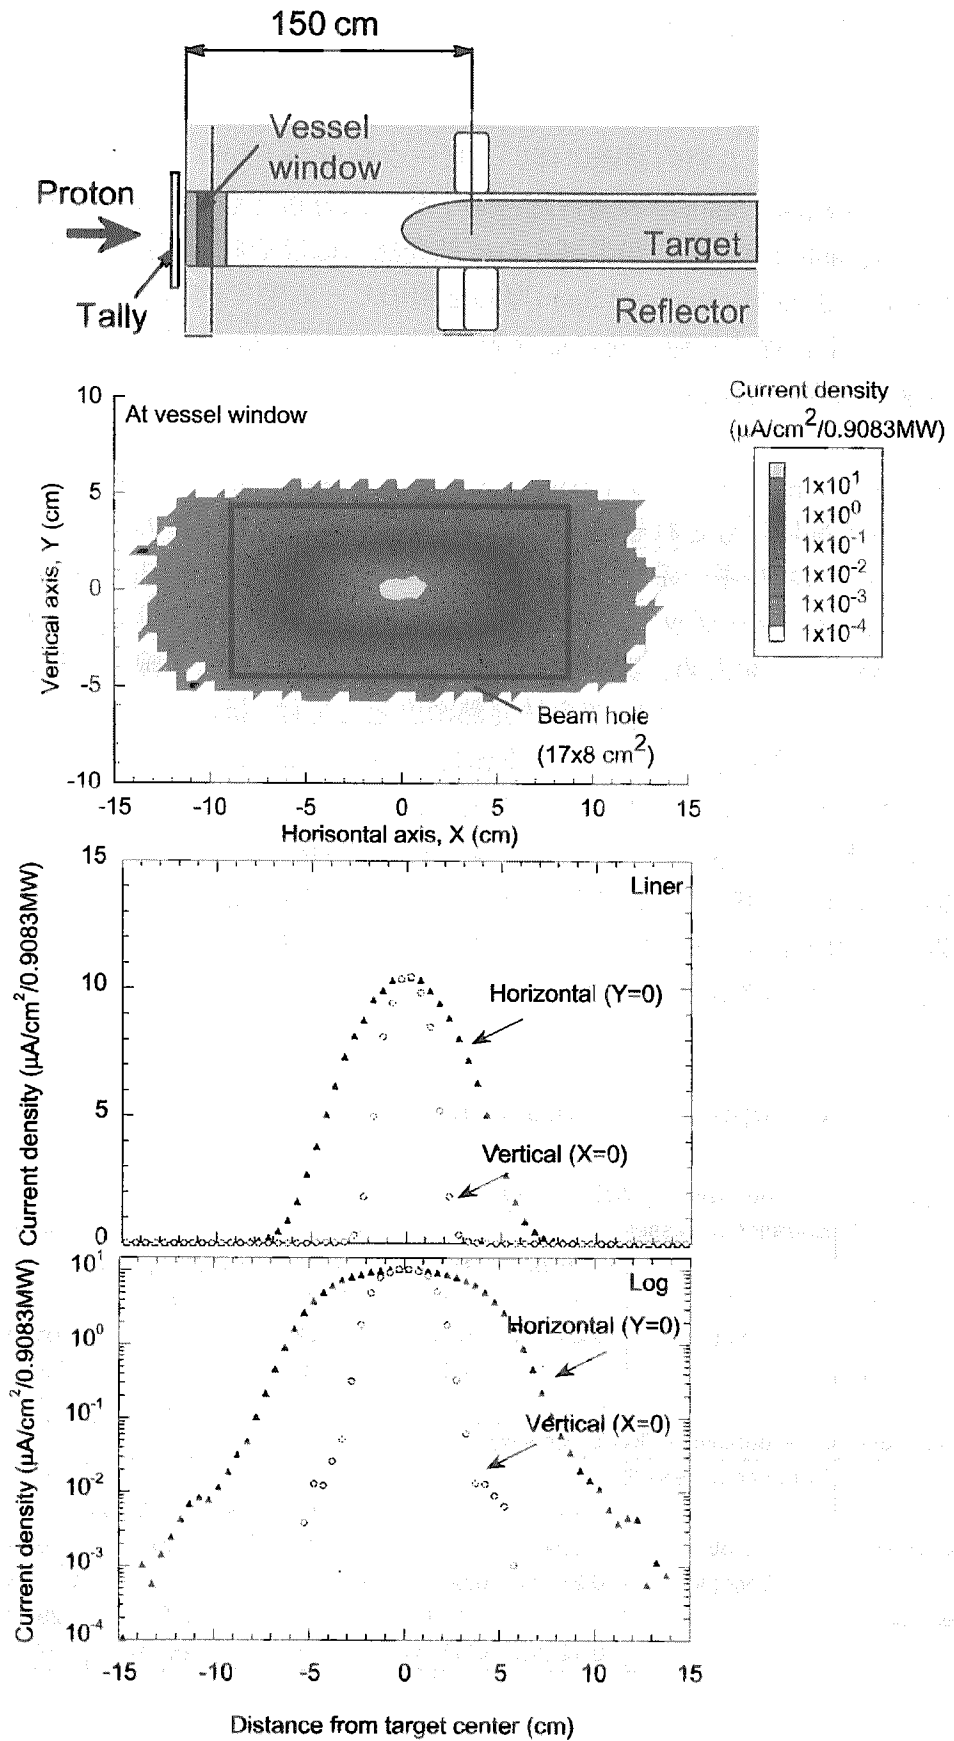 150 cm
Vessel
window
Proton
Target
Tally
Reflector
Current density
(μA/cm²/0.9083MW)
1x10¹
1x10⁰
1x10⁻¹
1x10⁻²
1x10⁻³
1x10⁻⁴
At vessel window
10
5
0
-5
-10
Vertical axis, Y (cm)
Beam hole
(17x8 cm²)
-15
-10
-5
0
5
10
15
Horisontal axis, X (cm)
15
10
5
0
Current density (μA/cm²/0.9083MW)
Liner
Horizontal (Y=0)
Vertical (X=0)
10¹
10⁰
10⁻¹
10⁻²
10⁻³
10⁻⁴
Current density (μA/cm²/0.9083MW)
Log
Horizontal (Y=0)
Vertical (X=0)
-15
-10
-5
0
5
10
15
Distance from target center (cm)